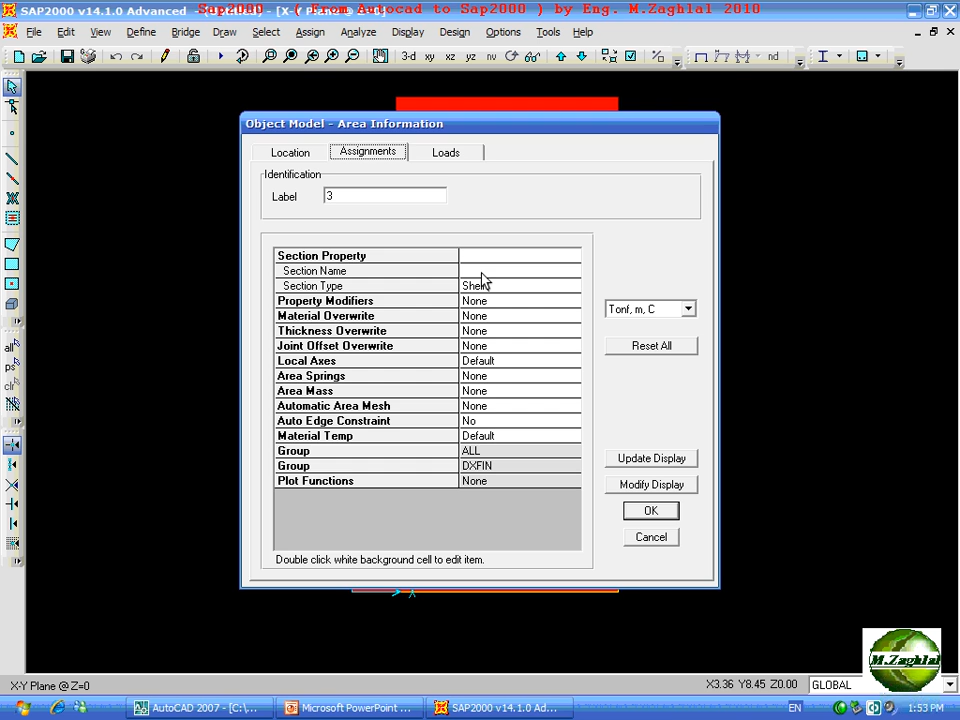 SAP2000 v14.1.0 Advanced
Sap2000 ( From Autocad to Sap2000 ) by Eng. M.Zaghlal 2010
File Edit View Define Bridge Draw Select Assign Analyze Display Design Options Tools Help
3-d xy xz yz nv nd
all
ps
clr
Object Model - Area Information
Location Assignments Loads
Identification
Label 3
Section Property
Section Name
Section Type Shell
Property Modifiers None
Material Overwrite None
Thickness Overwrite None
Joint Offset Overwrite None
Local Axes Default
Area Springs None
Area Mass None
Automatic Area Mesh None
Auto Edge Constraint No
Material Temp Default
Group ALL
Group DXFIN
Plot Functions None
Double click white background cell to edit item.
Tonf, m, C
Reset All
Update Display
Modify Display
OK
Cancel
X
M.Zaghlal
X-Y Plane @ Z=0
X3.36 Y8.45 Z0.00
GLOBAL
AutoCAD 2007 - [C:\...
Microsoft PowerPoint ...
SAP2000 v14.1.0 Ad...
EN
1:53 PM